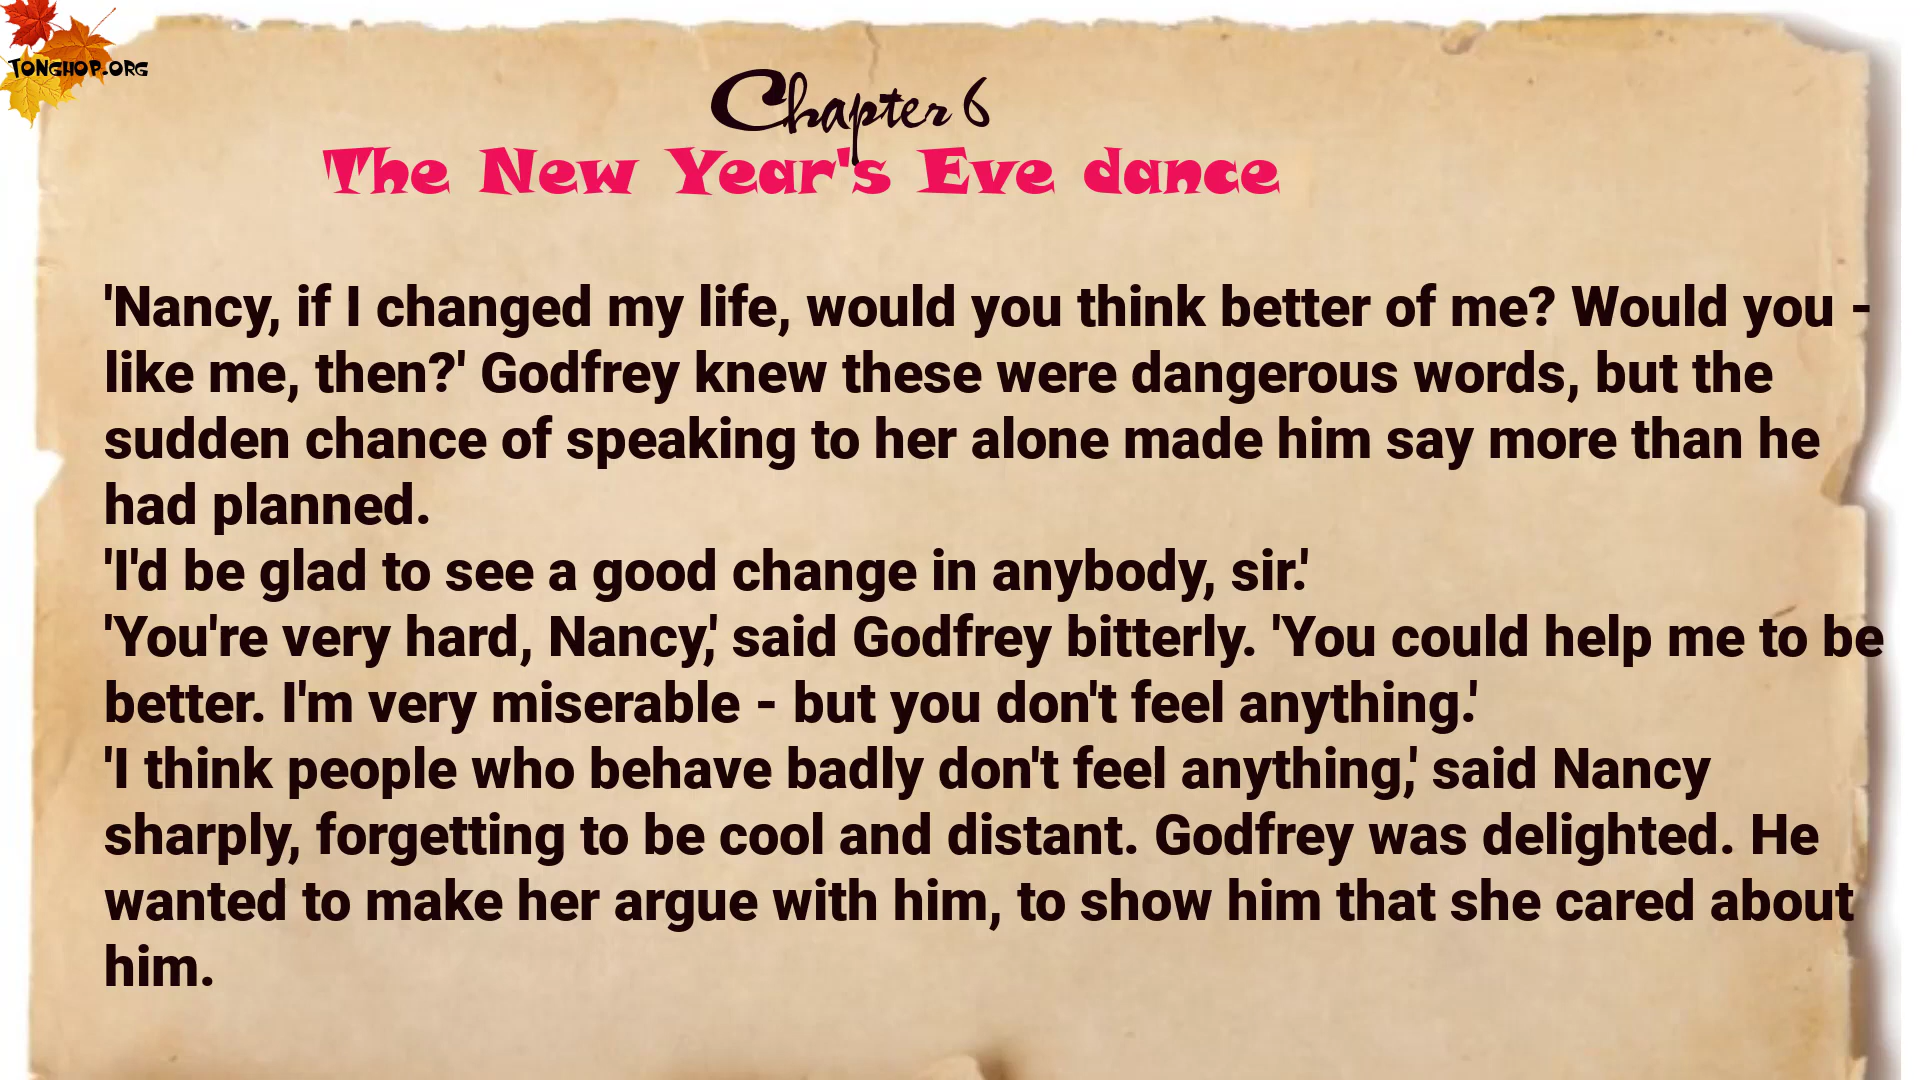 TONGHOP.ORG
Chapter 6
The New Year's Eve dance
'Nancy, if I changed my life, would you think better of me? Would you -
like me, then?' Godfrey knew these were dangerous words, but the
sudden chance of speaking to her alone made him say more than he
had planned.
'I'd be glad to see a good change in anybody, sir.'
'You're very hard, Nancy,' said Godfrey bitterly. 'You could help me to be
better. I'm very miserable - but you don't feel anything.'
'I think people who behave badly don't feel anything,' said Nancy
sharply, forgetting to be cool and distant. Godfrey was delighted. He
wanted to make her argue with him, to show him that she cared about
him.